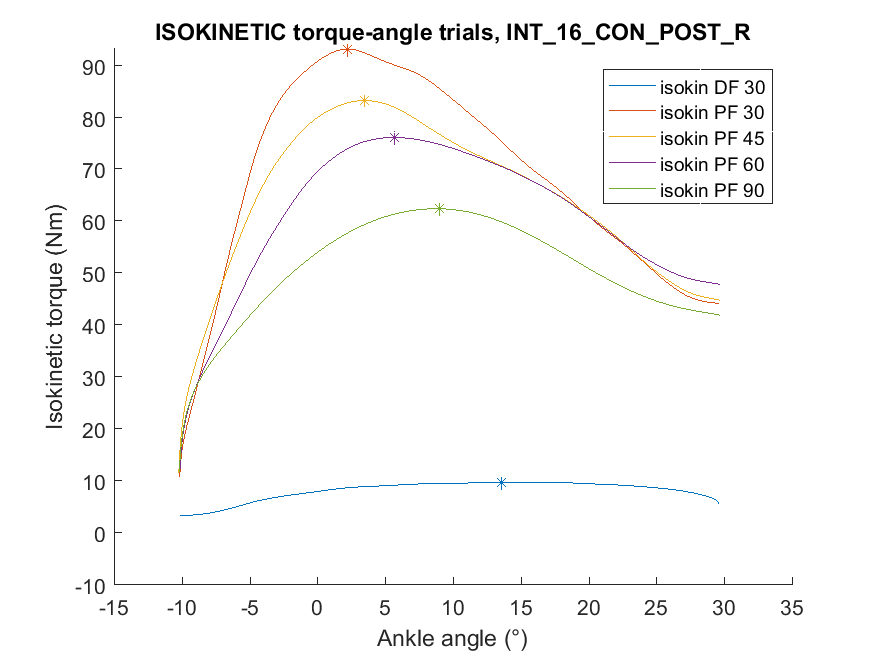 ISOKINETIC torque-angle trials, INT_16_CON_POST_R
isokin DF 30
isokin PF 30
isokin PF 45
isokin PF 60
isokin PF 90
Isokinetic torque (Nm)
90
80
70
60
50
40
30
20
10
0
-10
-15
-10
-5
0
5
10
15
20
25
30
35
Ankle angle (°)